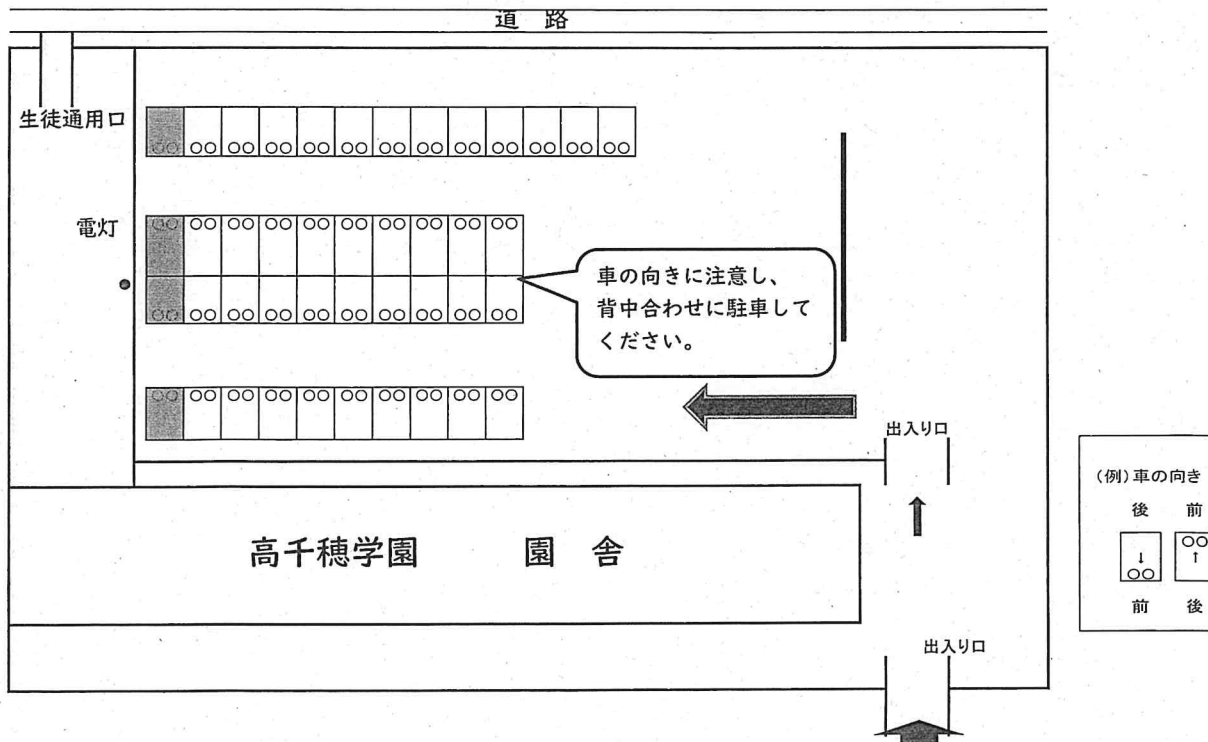 道 路
生徒通用口
電灯
車の向きに注意し、
背中合わせに駐車して
ください。
出入り口
(例)車の向き
後 前
↓ ↑
前 後
高千穂学園 園 舎
出入り口